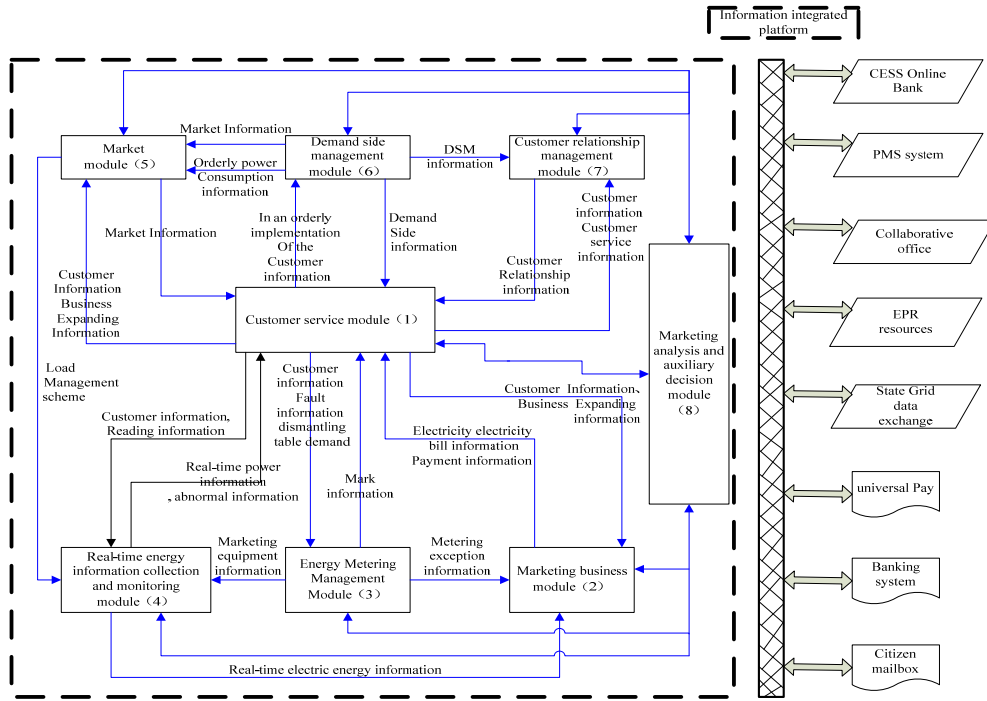 Information integrated
platform
CESS Online
Bank
PMS system
Collaborative
office
EPR
resources
State Grid
data
exchange
universal Pay
Banking
system
Citizen
mailbox
Market
module（5）
Market Information
Orderly power
Consumption
information
Demand side
management
module（6）
DSM
information
Customer relationship
management
module（7）
Market Information
In an orderly
implementation
Of the
Customer
information
Demand
Side
information
Customer
Relationship
information
Customer
information
Customer
service
information
Customer
Information
Business
Expanding
Information
Customer service module（1）
Marketing
analysis and
auxiliary
decision
module
（8）
Load
Management
scheme
Customer information、
Reading information
Real-time power
information
, abnormal information
Customer
information
Fault
information
dismantling
table demand
Mark
information
Electricity electricity
bill information
Payment information
Customer Information、
Business Expanding
information
Real-time energy
information collection
and monitoring
module（4）
Marketing
equipment
information
Energy Metering
Management
Module（3）
Metering
exception
information
Marketing business
module（2）
Real-time electric energy information